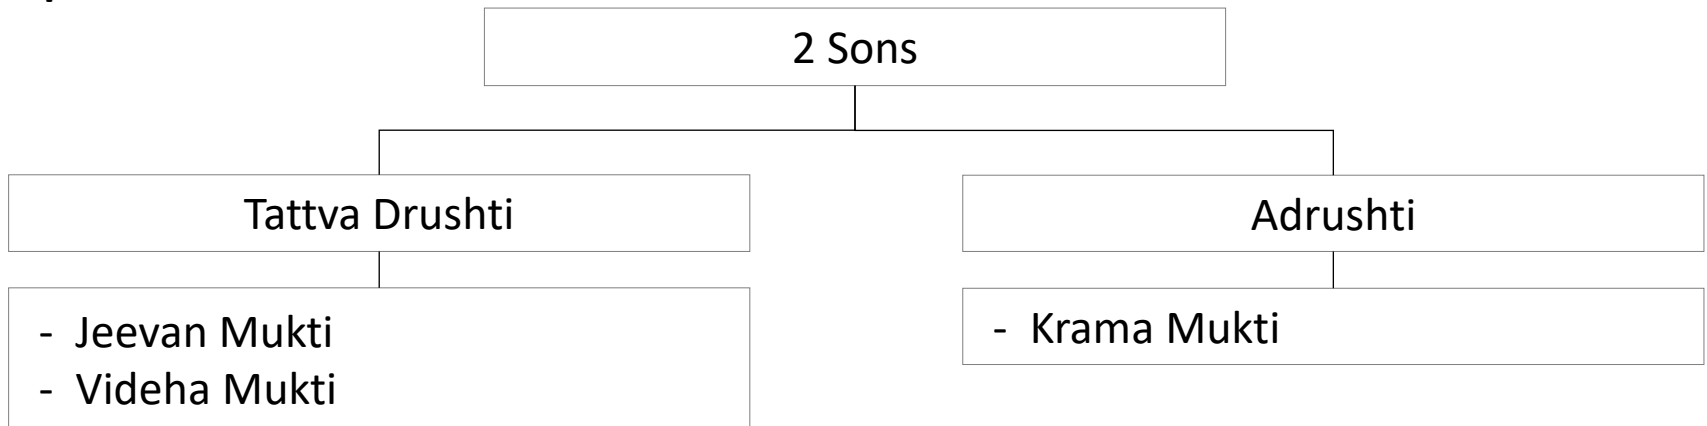 2 Sons
Tattva Drushti
Adrushti
- Jeevan Mukti
- Videha Mukti
- Krama Mukti